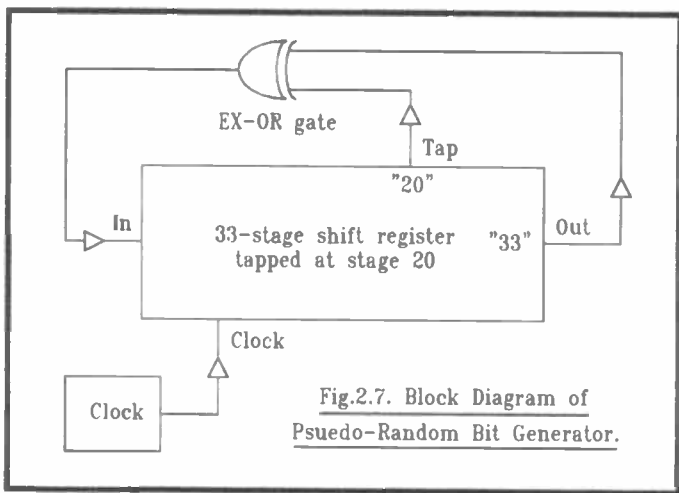 EX-OR gate
Tap
"20"
In
33-stage shift register
tapped at stage 20
"33"
Out
Clock
Clock
Fig.2.7. Block Diagram of
Psuedo-Random Bit Generator.